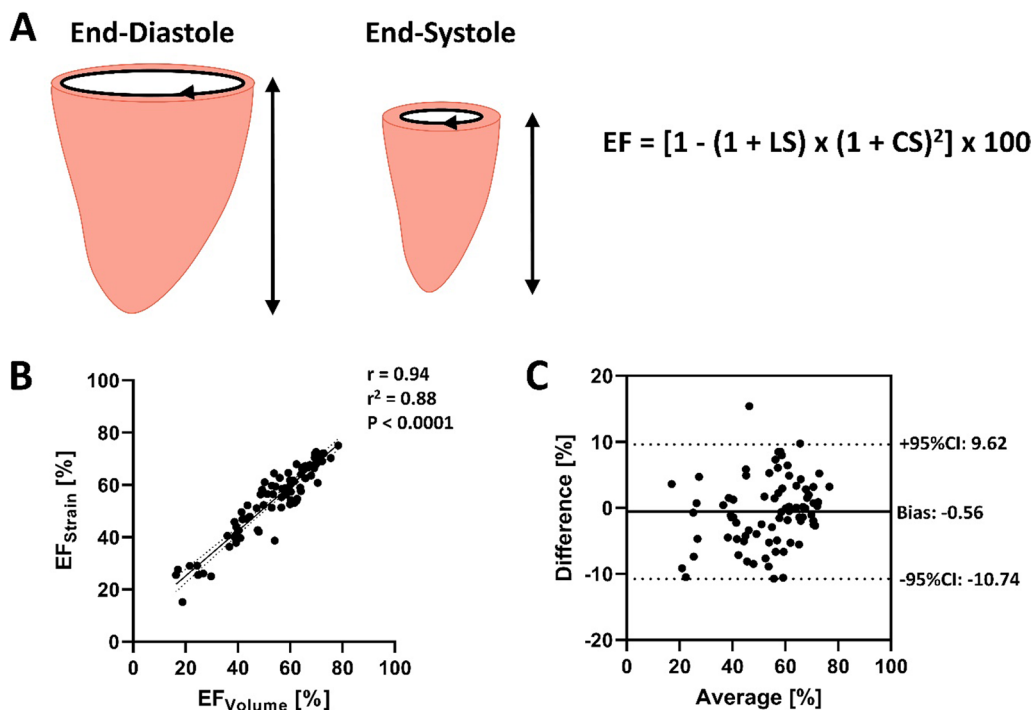 A
End-Diastole
End-Systole
EF = [1 - (1 + LS) x (1 + CS)²] x 100
B
r = 0.94
r² = 0.88
P < 0.0001
100
80
60
40
20
0
EFStrain [%]
0
20
40
60
80
100
EFVolume [%]
C
20
10
0
-10
-20
Difference [%]
+95%CI: 9.62
Bias: -0.56
-95%CI: -10.74
0
20
40
60
80
100
Average [%]